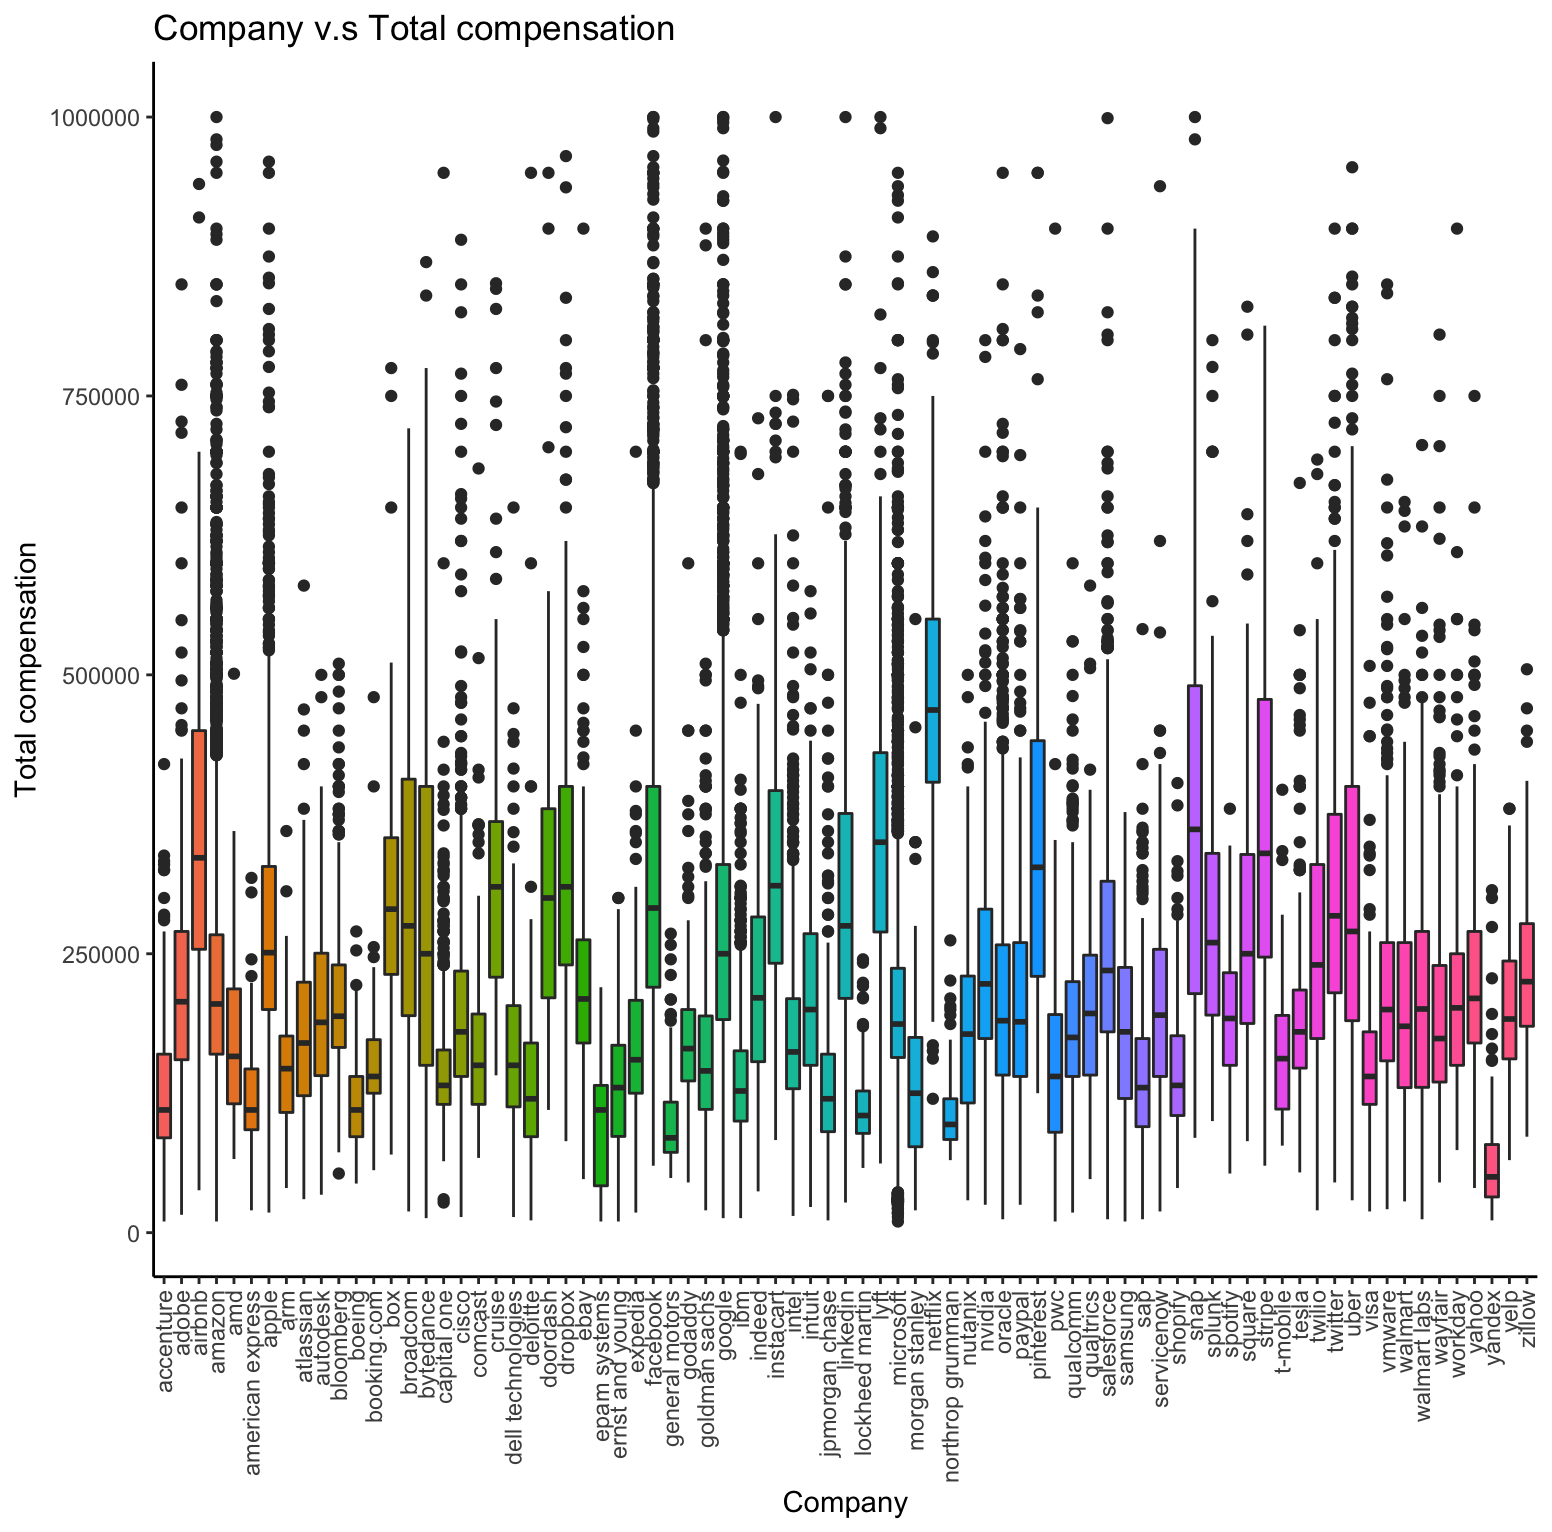 Company v.s Total compensation
1000000
750000
500000
250000
0
Total compensation
accenture
adobe
airbnb
amazon
amd
american express
apple
arm
atlassian
autodesk
bloomberg
boeing
booking.com
box
broadcom
bytedance
capital one
cisco
comcast
cruise
dell technologies
deloitte
doordash
dropbox
ebay
epam systems
ernst and young
expedia
facebook
general motors
godaddy
goldman sachs
google
ibm
indeed
instacart
intel
intuit
jpmorgan chase
linkedin
lockheed martin
lyft
microsoft
morgan stanley
netflix
northrop grumman
nutanix
nvidia
oracle
paypal
pinterest
pwc
qualcomm
qualtrics
salesforce
samsung
sap
servicenow
shopify
snap
splunk
spotify
square
stripe
t-mobile
tesla
twilio
twitter
uber
visa
vmware
walmart
walmart labs
wayfair
workday
yahoo
yandex
yelp
zillow
Company